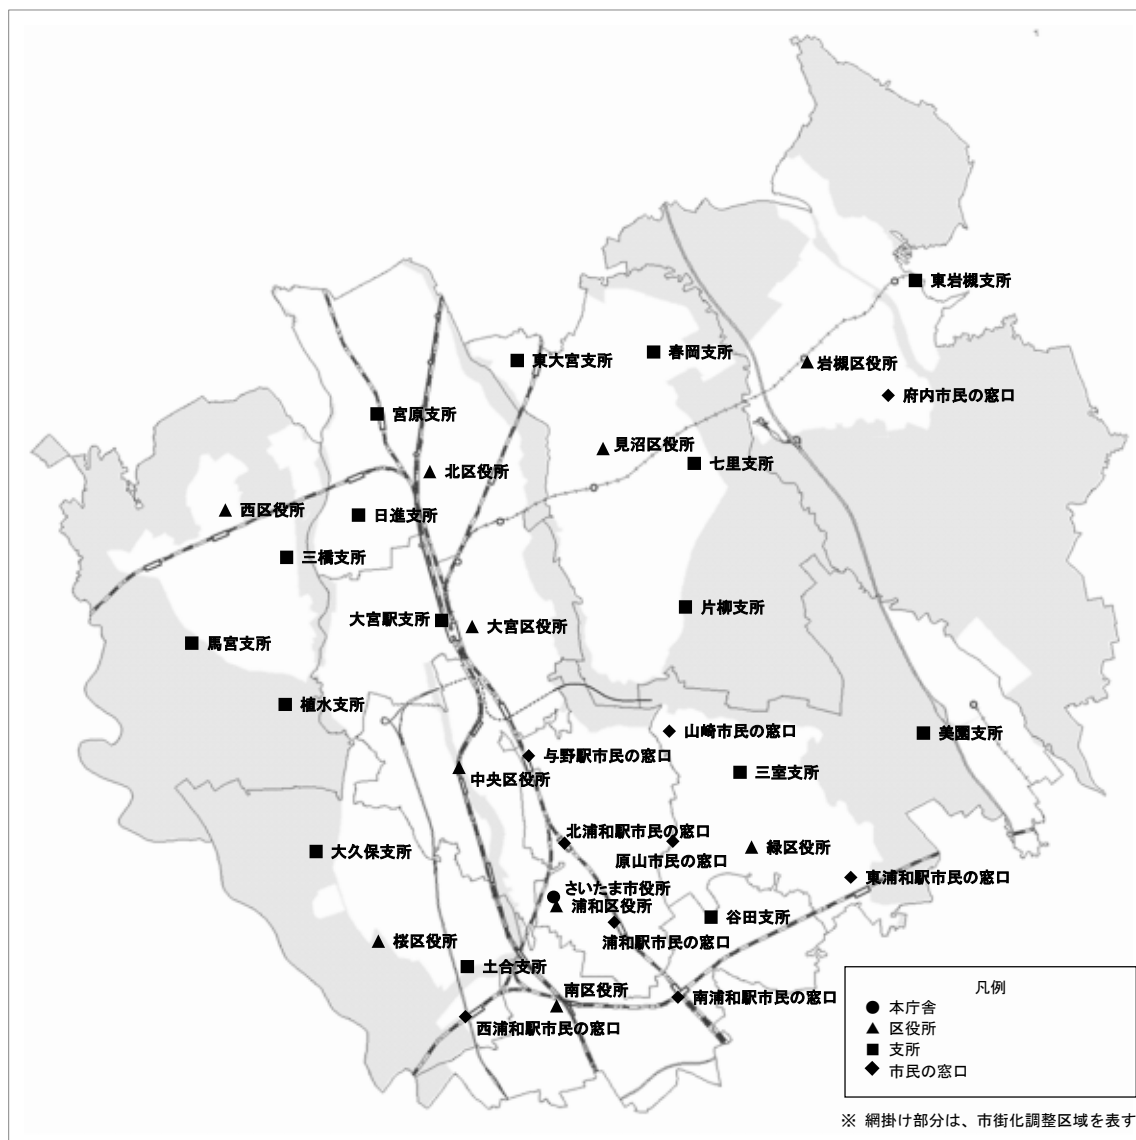 東岩槻支所
春岡支所
東大宮支所
岩槻区役所
府内市民の窓口
宮原支所
見沼区役所
七里支所
北区役所
西区役所
日進支所
三橋支所
片柳支所
大宮駅支所
大宮区役所
馬宮支所
植水支所
山崎市民の窓口
美園支所
与野駅市民の窓口
三室支所
中央区役所
北浦和駅市民の窓口
大久保支所
原山市民の窓口
緑区役所
東浦和駅市民の窓口
さいたま市役所
浦和区役所
谷田支所
桜区役所
浦和駅市民の窓口
土合支所
南区役所
南浦和駅市民の窓口
西浦和駅市民の窓口
凡例
本庁舎
区役所
支所
市民の窓口
※ 網掛け部分は、市街化調整区域を表す